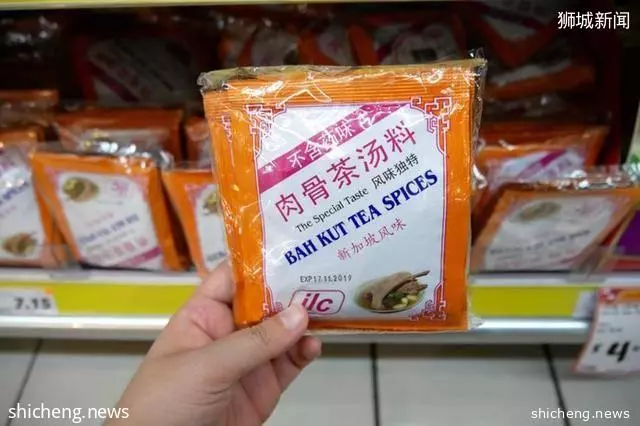 狮城新闻
不含味
肉骨茶汤料
The Special Taste 风味独特
BAH KUT TEA SPICES
新加坡风味
EXP 17.11.2019
ilc
7.15
$4
shicheng.news
shicheng.news